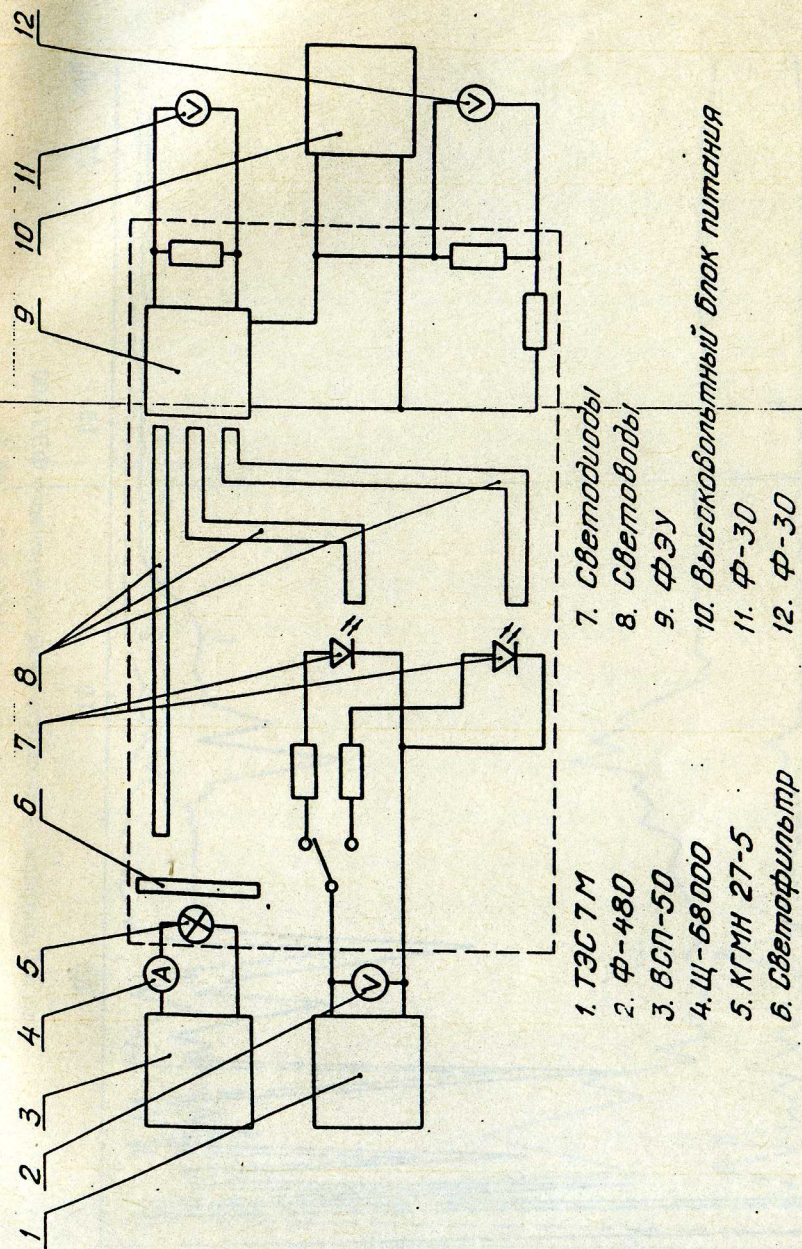 1 2 3 4 5 6 7 8 9 10 11 12
A
V
V
V
1. ТЭС 7М
2. Ф-480
3. ВСП-50
4. Щ-68000
5. КГМН 27-5
6. Светофильтр
7. Светодиоды
8. Световоды
9. ФЭУ
10. Высоковольтный блок питания
11. Ф-30
12. Ф-30